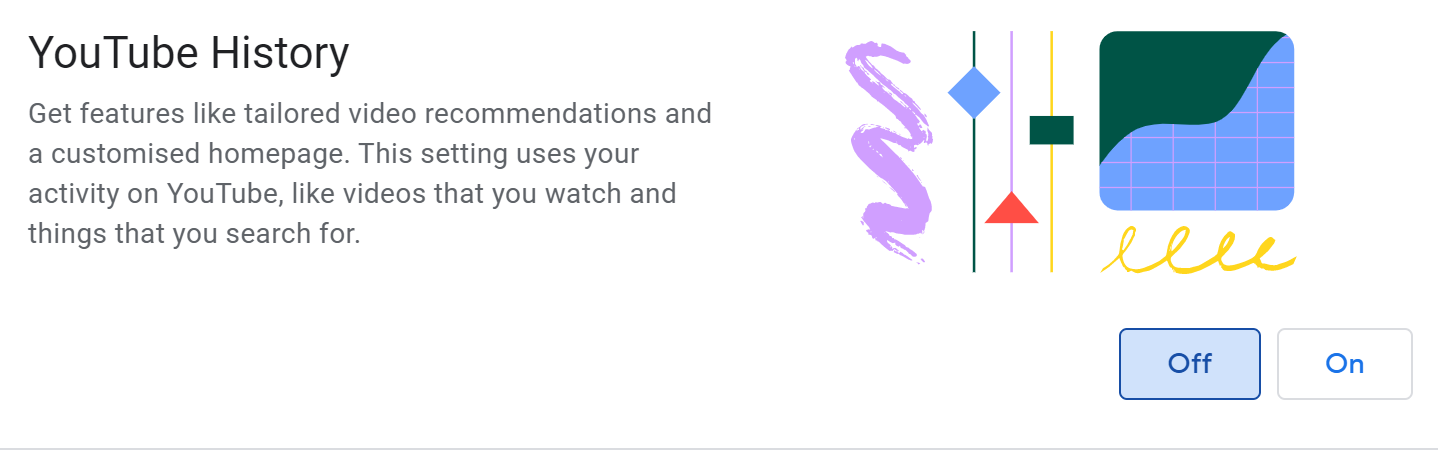 YouTube History
Get features like tailored video recommendations and
a customised homepage. This setting uses your
activity on YouTube, like videos that you watch and
things that you search for.
Off
On